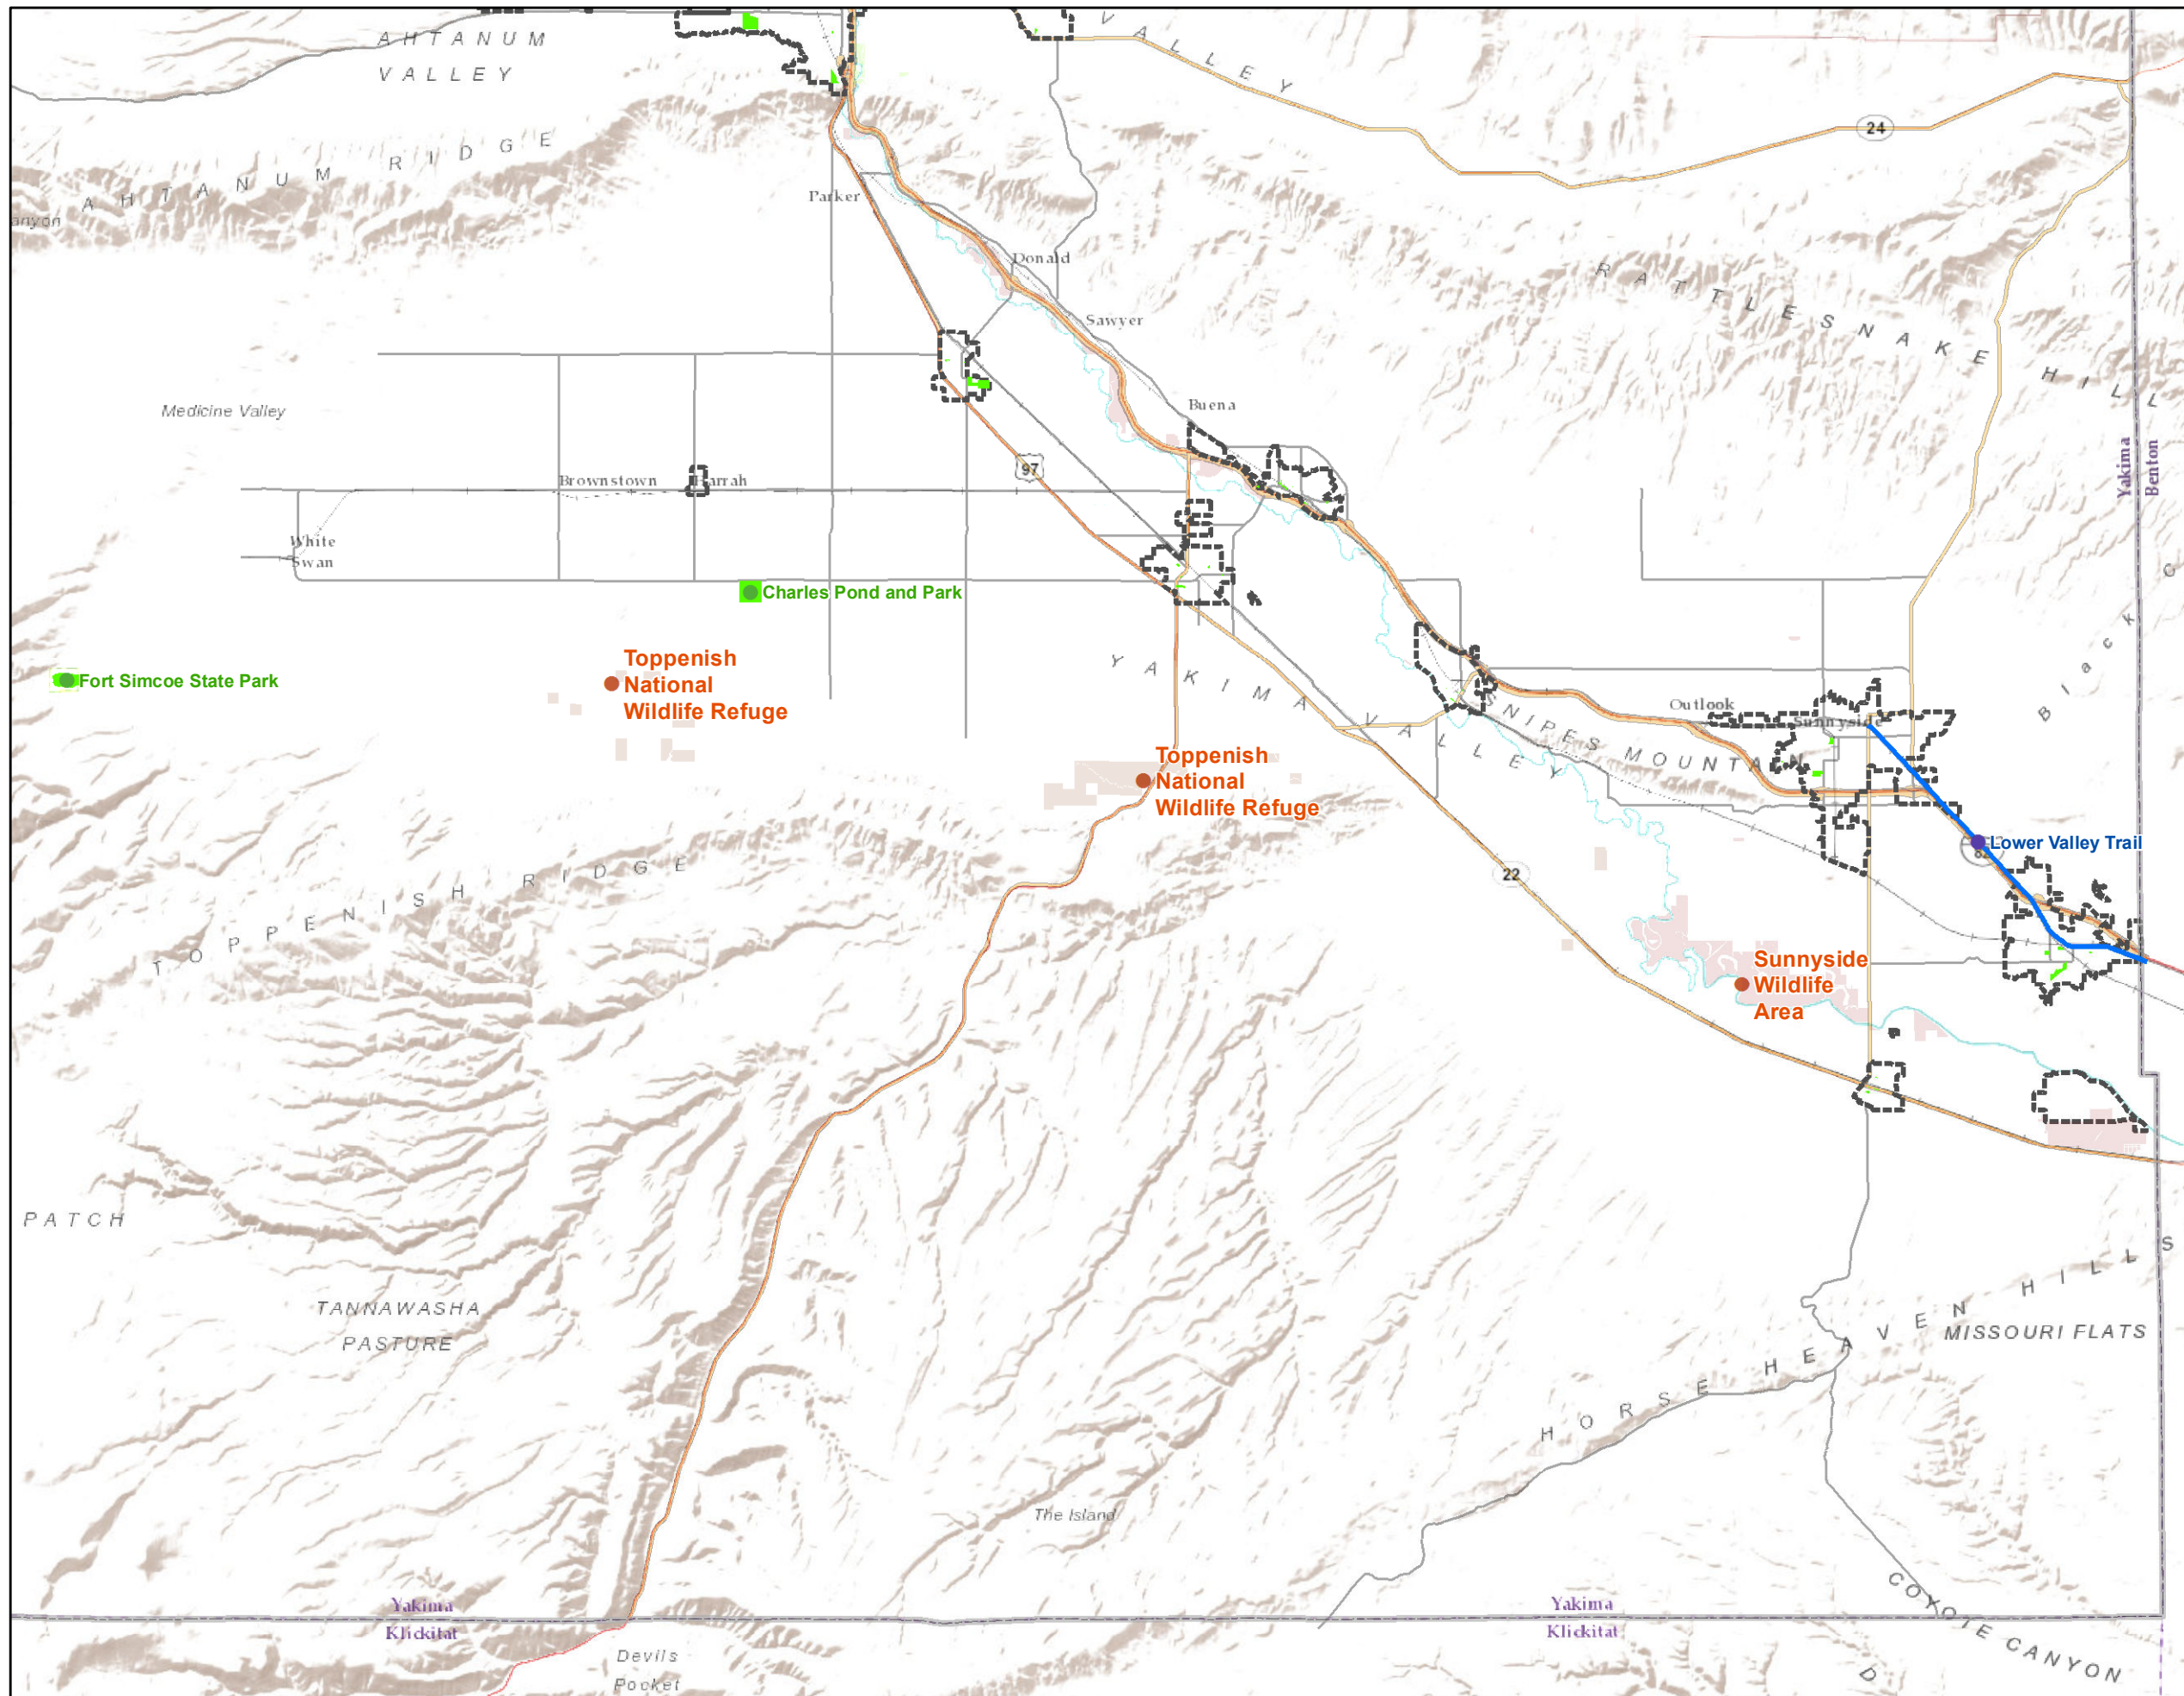 AHTANUM
VALLEY
VALLEY
24
AHTANUM RIDGE
anyon
Parker
Donald
Sawyer
RATTLESNAKE HILL
Medicine Valley
Buena
97
Brownstown
Harrah
Yakima
Benton
White
Swan
Charles Pond and Park
Fort Simcoe State Park
Toppenish
National
Wildlife Refuge
YAKIMA VALLEY
Black
Outlook
Sunnyside
SNIPES MOUNTAIN
Toppenish
National
Wildlife Refuge
Lower Valley Trail
82
22
TOPPENISH RIDGE
Sunnyside
Wildlife
Area
PATCH
TANNAWASHA
PASTURE
HORSE HEAVEN HILLS
MISSOURI FLATS
The Island
COYOTE CANYON
Yakima
Klickitat
Yakima
Klickitat
Devils
Pocket
D